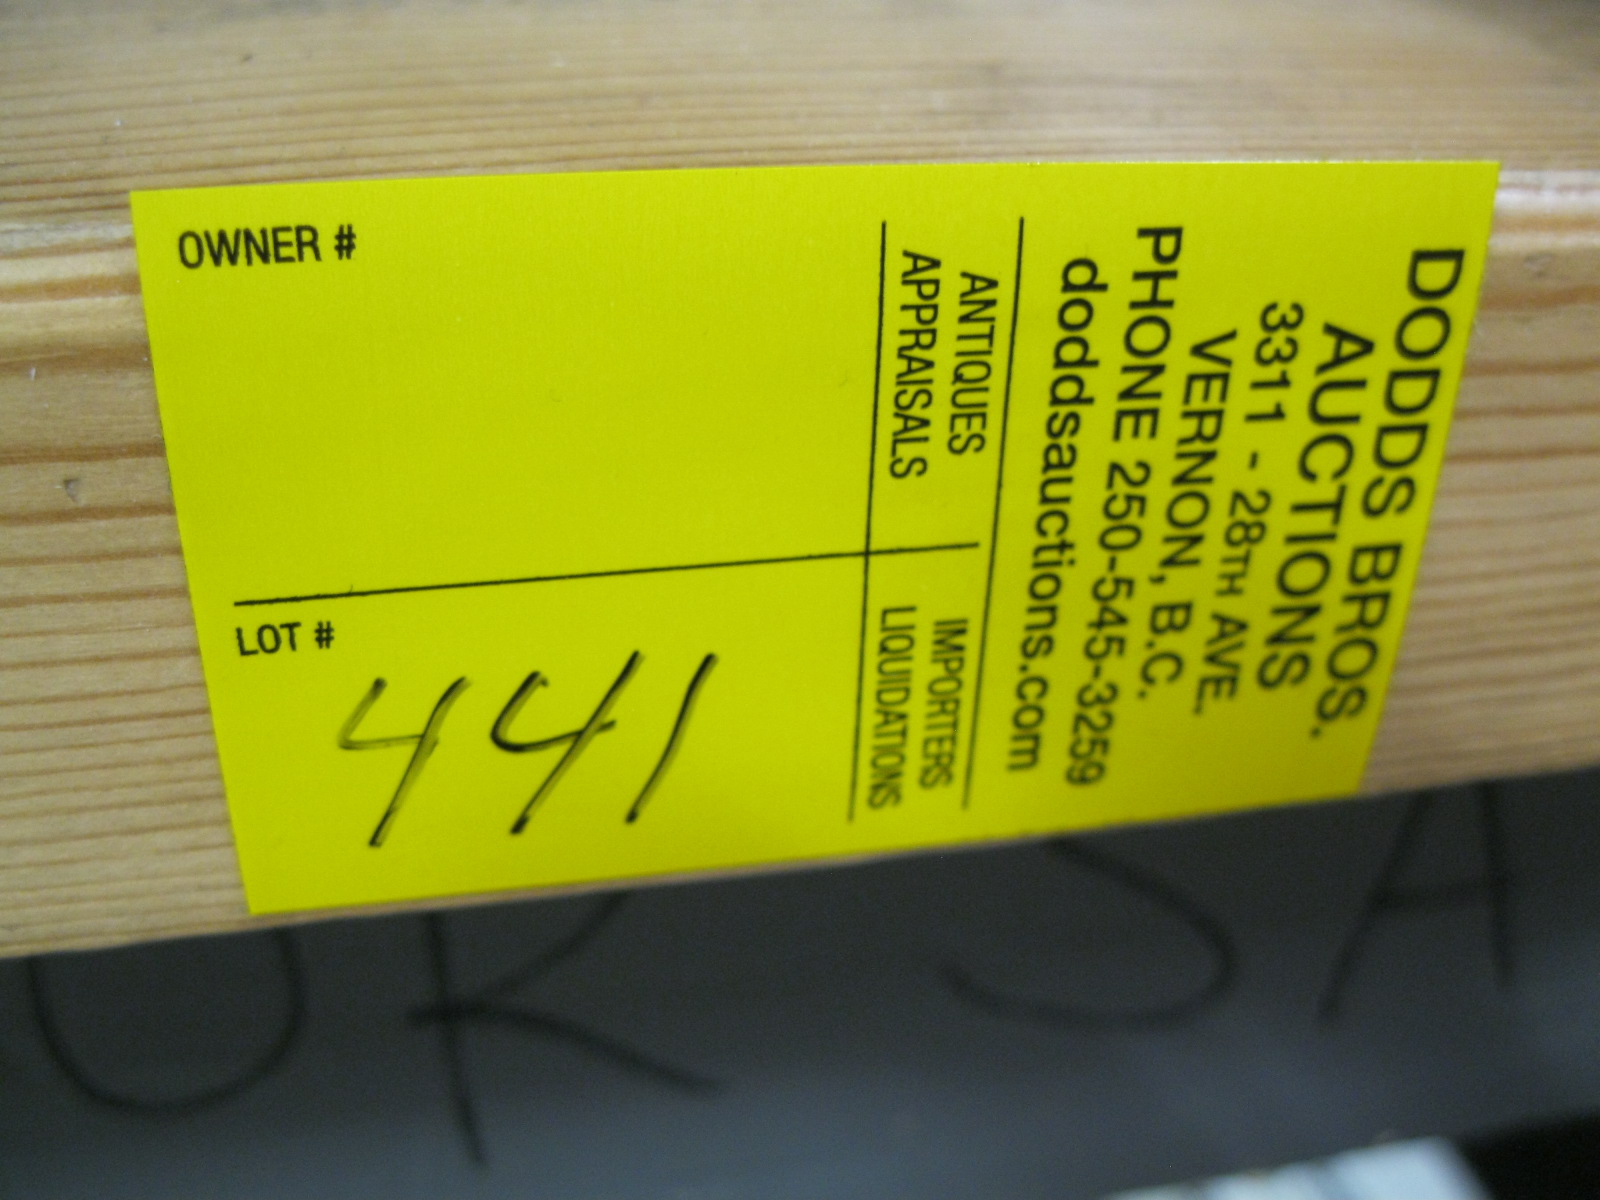 DODDS BROS.
AUCTIONS
3311 - 28TH AVE.
VERNON, B.C.
PHONE 250-545-3259
doddsauctions.com
ANTIQUES
APPRAISALS
IMPORTERS
LIQUIDATIONS
OWNER #
LOT #
441